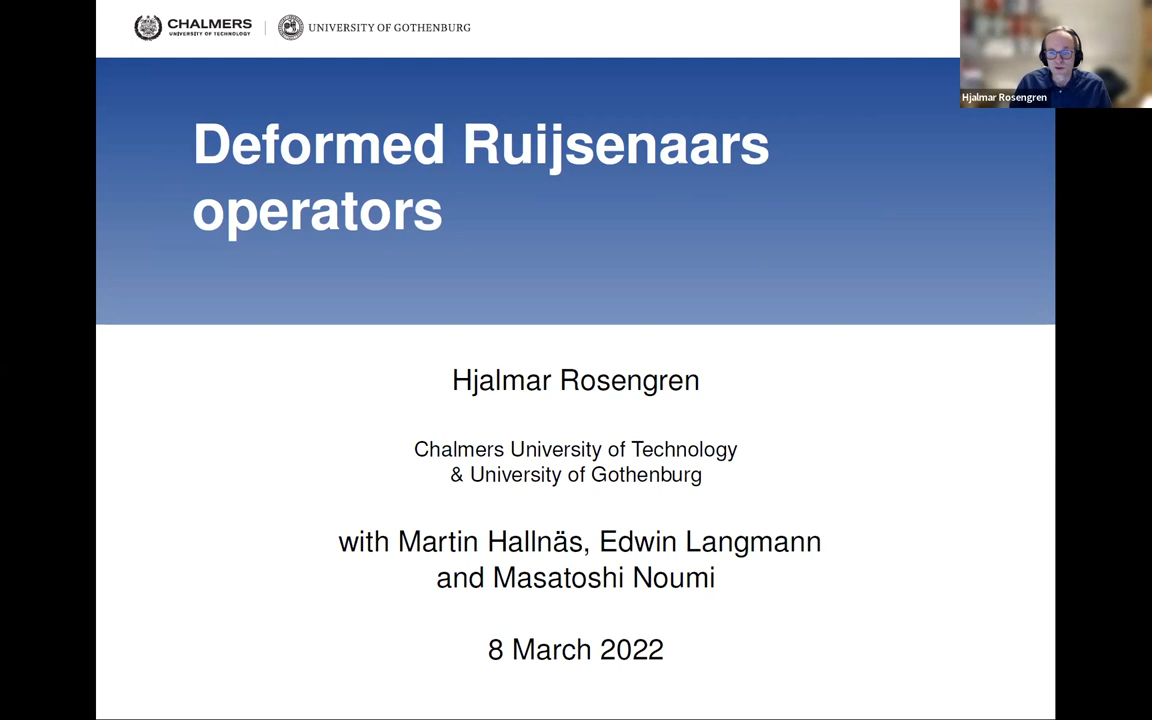 CHALMERS
UNIVERSITY OF TECHNOLOGY
UNIVERSITY OF GOTHENBURG
Hjalmar Rosengren
Deformed Ruijsenaars
operators
Hjalmar Rosengren
Chalmers University of Technology
& University of Gothenburg
with Martin Hallnäs, Edwin Langmann
and Masatoshi Noumi
8 March 2022